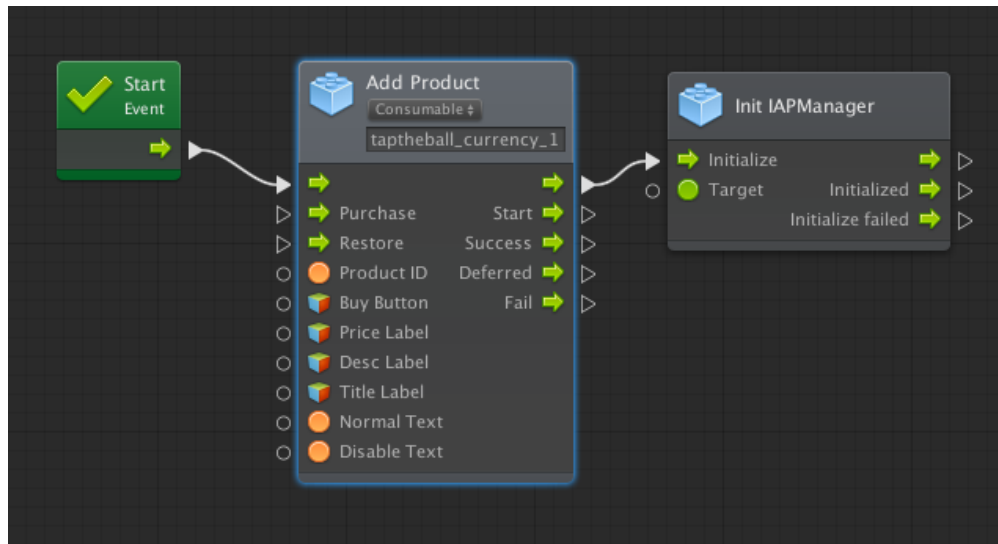 Start
Event
Add Product
Consumable
taptheball_currency_1
Purchase Start
Restore Success
Product ID Deferred
Buy Button Fail
Price Label
Desc Label
Title Label
Normal Text
Disable Text
Init IAPManager
Initialize
Target Initialized
Initialize failed